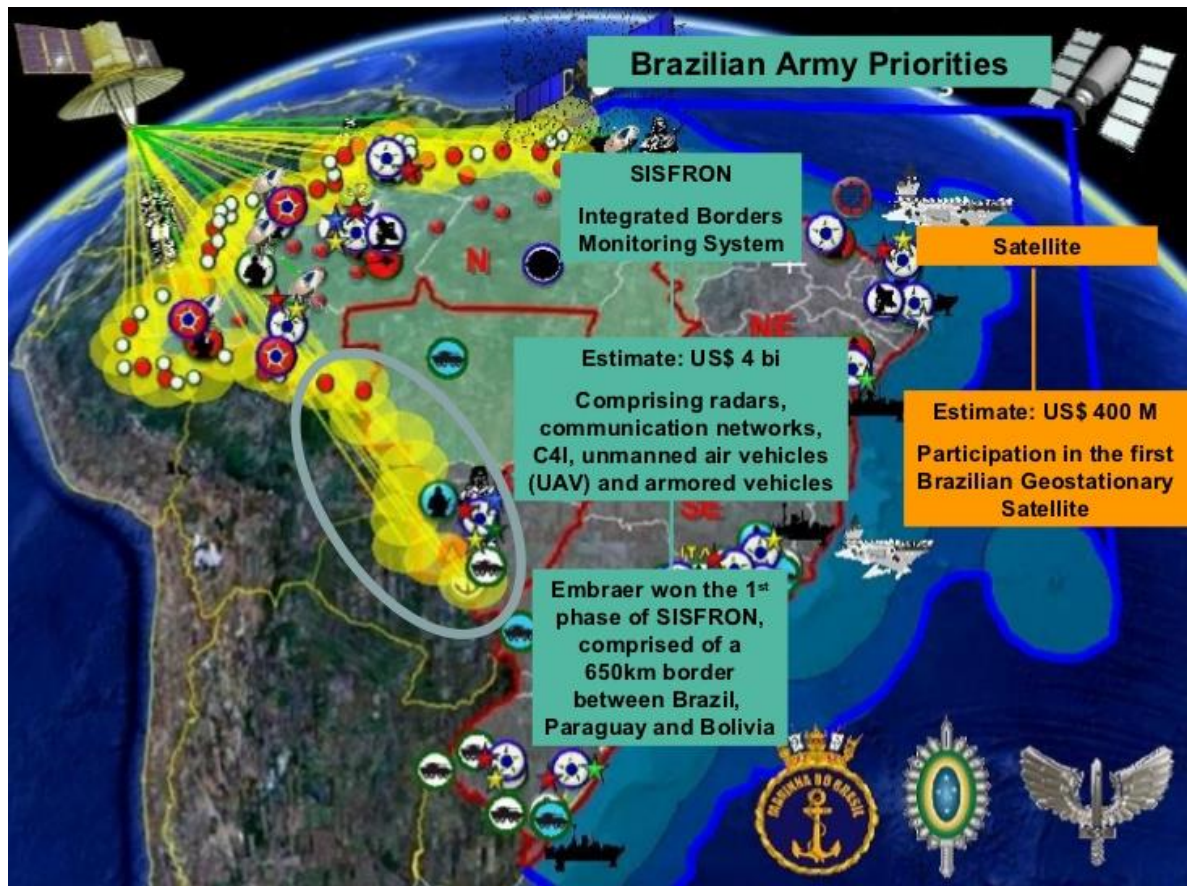 Brazilian Army Priorities
SISFRON
Integrated Borders
Monitoring System
Satellite
N
NE
Estimate: US$ 4 bi
Comprising radars,
communication networks,
C4I, unmanned air vehicles
(UAV) and armored vehicles
Estimate: US$ 400 M
Participation in the first
Brazilian Geostationary
Satellite
SE
ITA
Embraer won the 1st
phase of SISFRON,
comprised of a
650km border
between Brazil,
Paraguay and Bolivia
MARINHA DO BRASIL